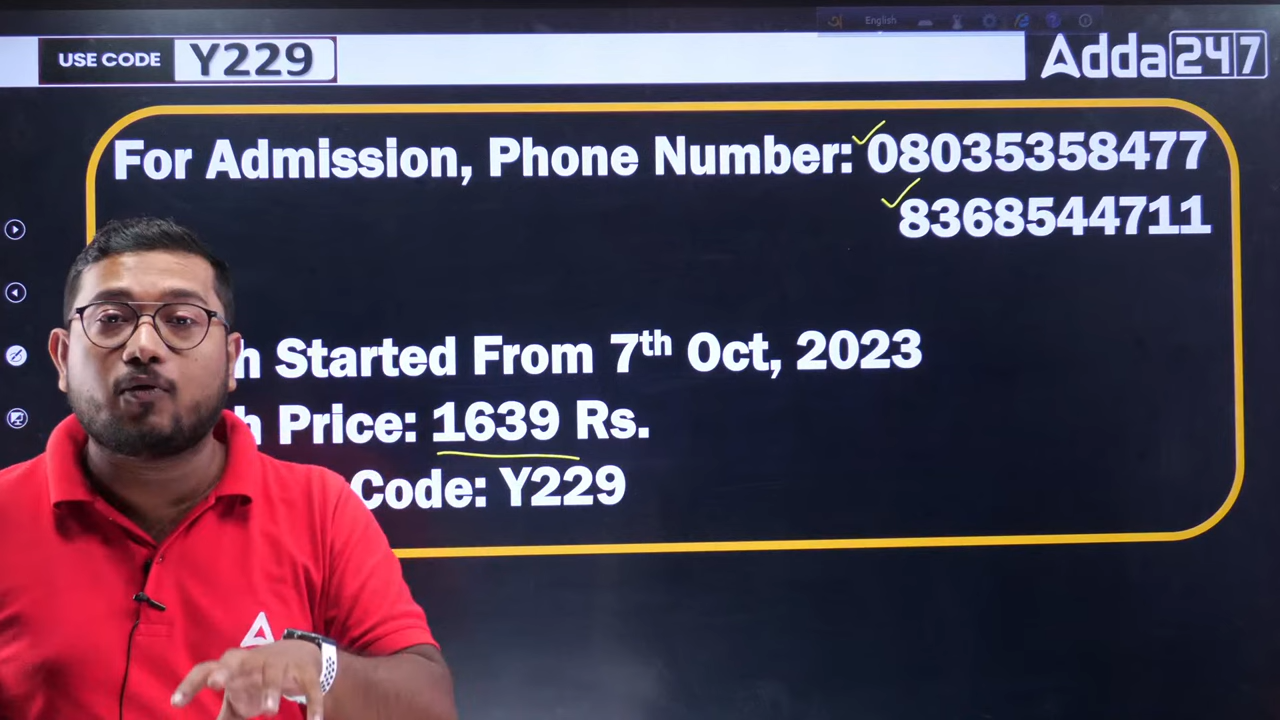 English
USE CODE Y229
Adda247
For Admission, Phone Number: 08035358477
8368544711
Started From 7th Oct, 2023
Price: 1639 Rs.
Code: Y229